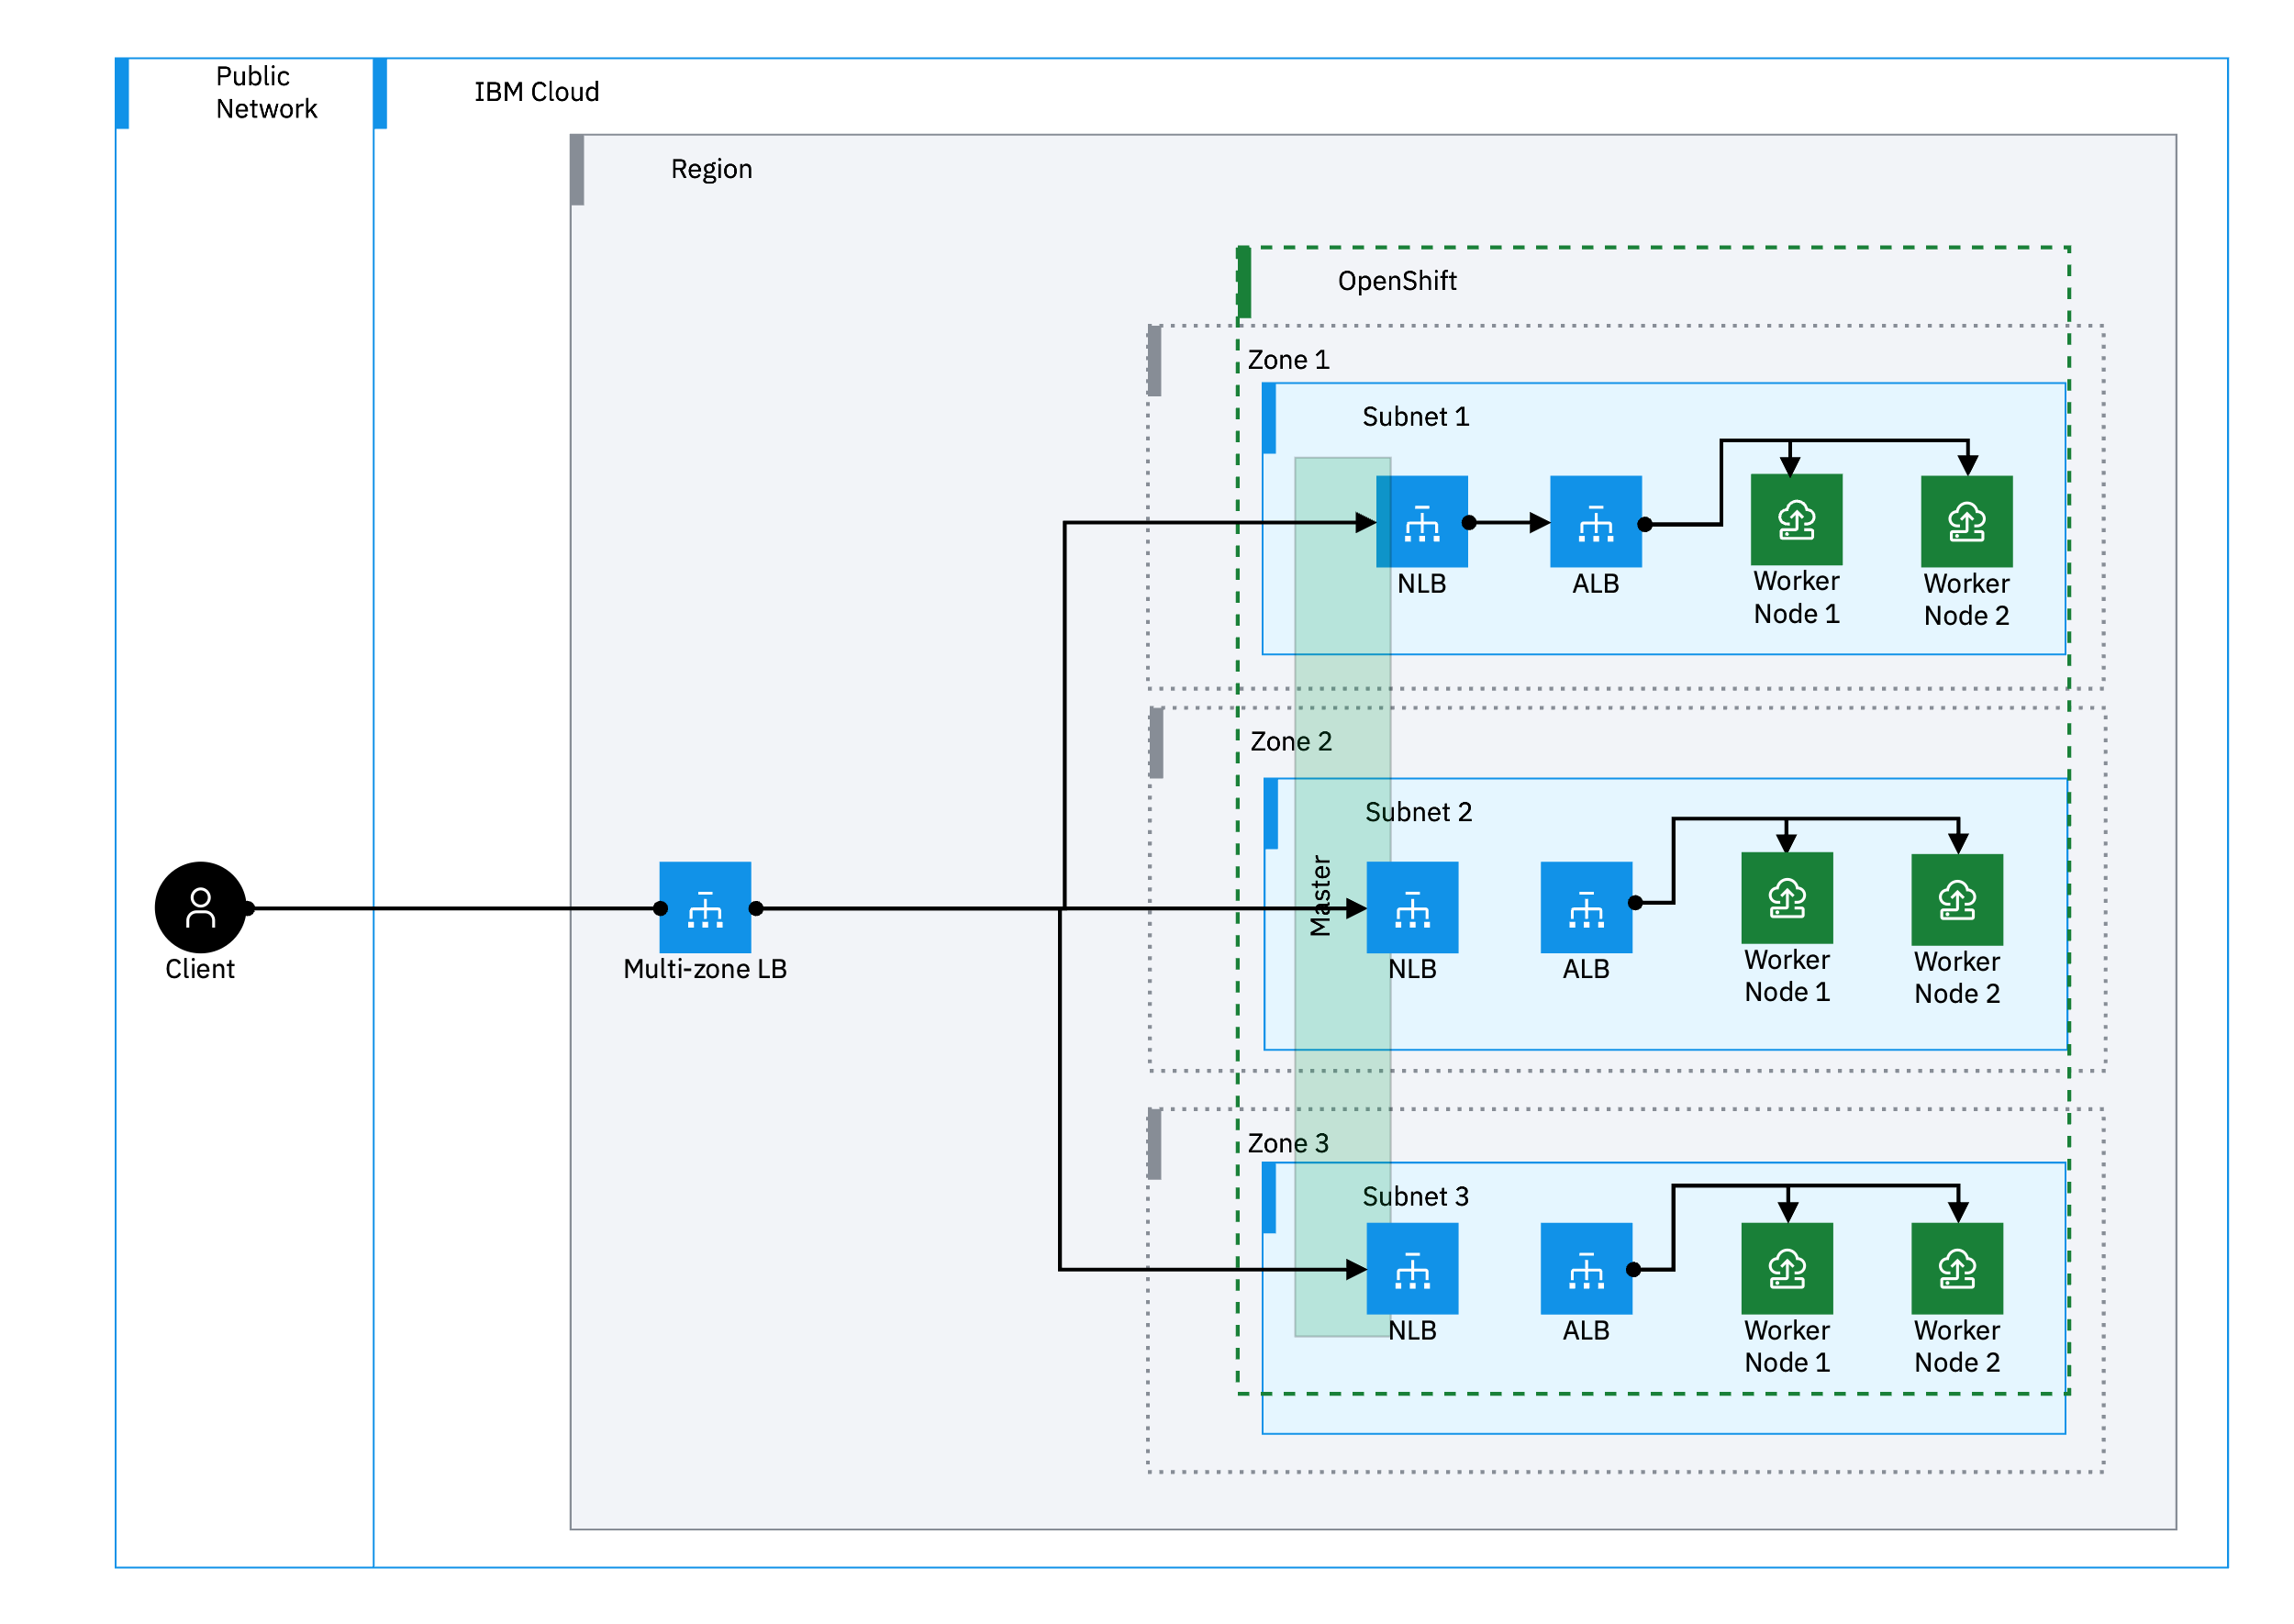 Public
Network
IBM Cloud
Region
OpenShift
Zone 1
Subnet 1
NLB
ALB
Worker
Node 1
Worker
Node 2
Zone 2
Subnet 2
Master
NLB
ALB
Worker
Node 1
Worker
Node 2
Client
Multi-zone LB
Zone 3
Subnet 3
NLB
ALB
Worker
Node 1
Worker
Node 2